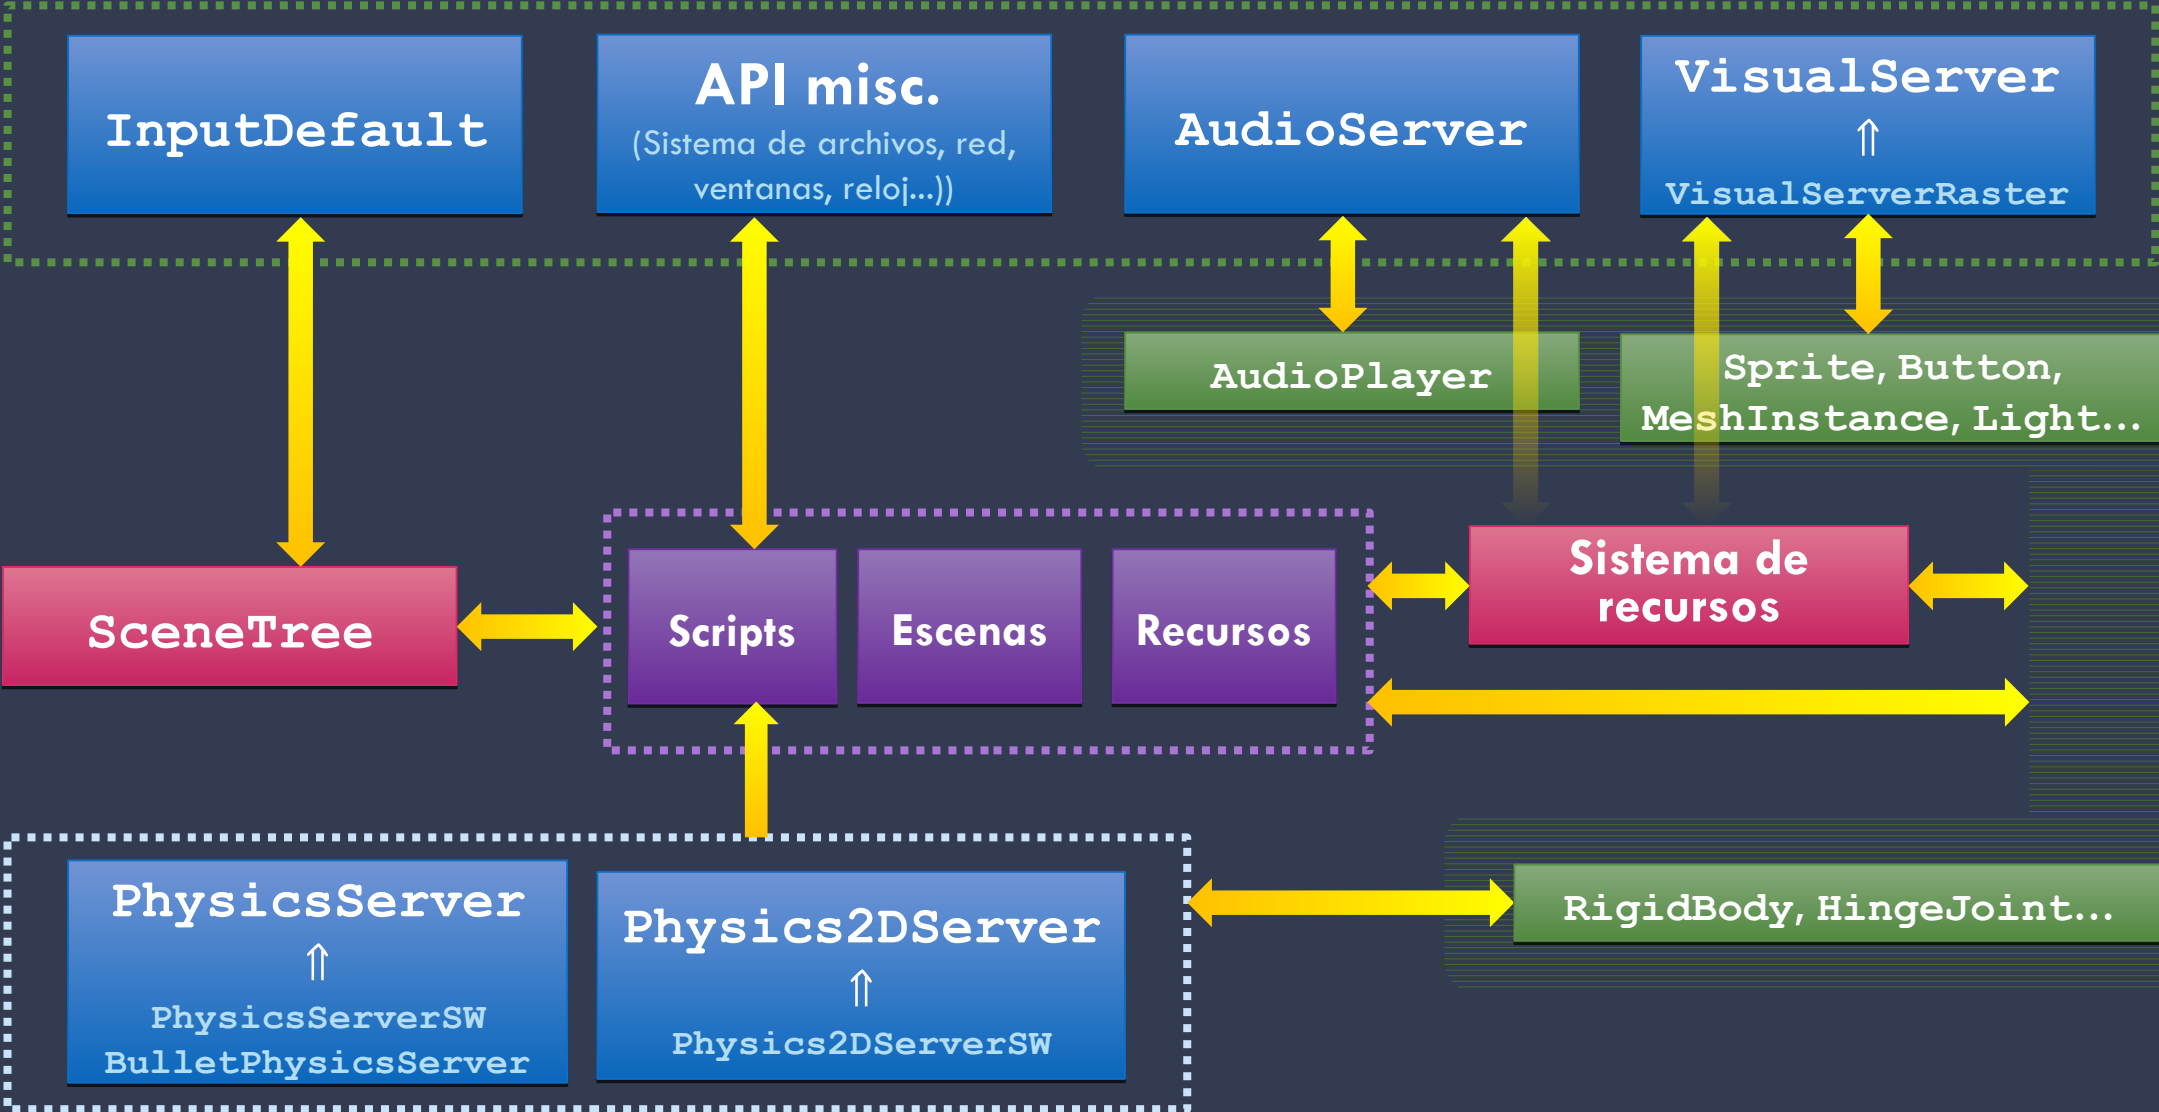 InputDefault
API misc.
(Sistema de archivos, red,
ventanas, reloj...))
AudioServer
VisualServer
⇑
VisualServerRaster
AudioPlayer
Sprite, Button,
MeshInstance, Light...
SceneTree
Scripts
Escenas
Recursos
Sistema de
recursos
PhysicsServer
⇑
PhysicsServerSW
BulletPhysicsServer
Physics2DServer
⇑
Physics2DServerSW
RigidBody, HingeJoint...